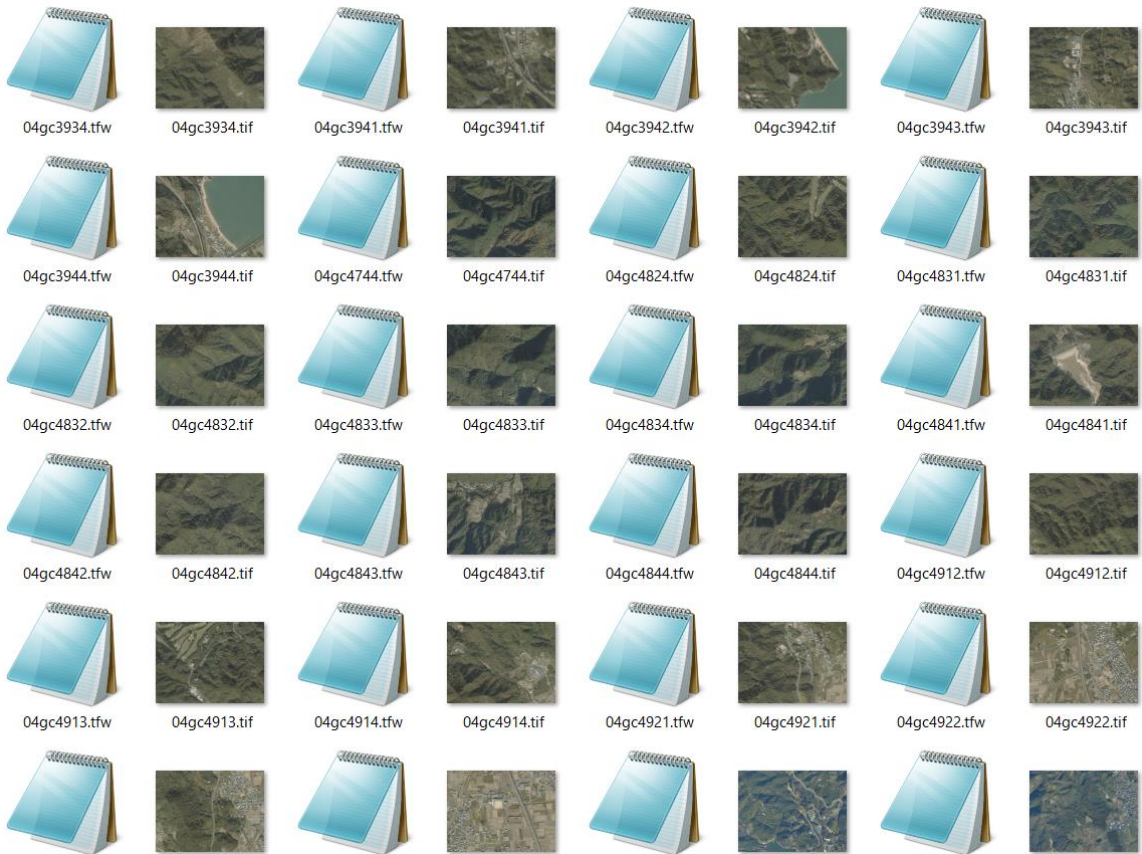 04gc3934.tfw 04gc3934.tif 04gc3941.tfw 04gc3941.tif 04gc3942.tfw 04gc3942.tif 04gc3943.tfw 04gc3943.tif
04gc3944.tfw 04gc3944.tif 04gc4744.tfw 04gc4744.tif 04gc4824.tfw 04gc4824.tif 04gc4831.tfw 04gc4831.tif
04gc4832.tfw 04gc4832.tif 04gc4833.tfw 04gc4833.tif 04gc4834.tfw 04gc4834.tif 04gc4841.tfw 04gc4841.tif
04gc4842.tfw 04gc4842.tif 04gc4843.tfw 04gc4843.tif 04gc4844.tfw 04gc4844.tif 04gc4912.tfw 04gc4912.tif
04gc4913.tfw 04gc4913.tif 04gc4914.tfw 04gc4914.tif 04gc4921.tfw 04gc4921.tif 04gc4922.tfw 04gc4922.tif